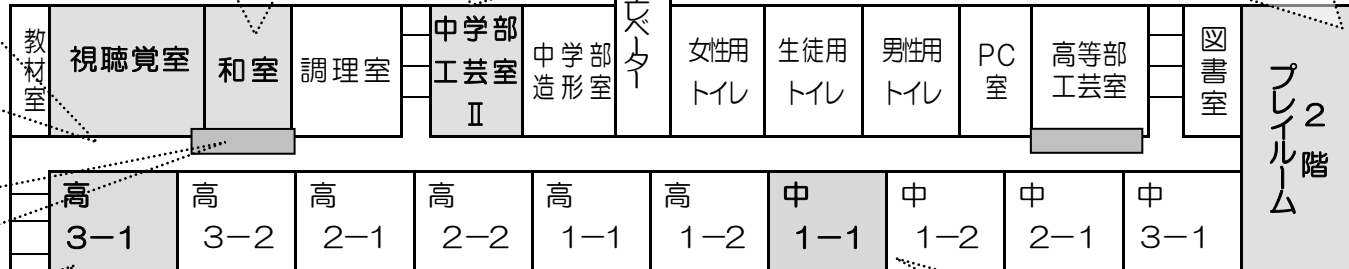 教材室
視聴覚室
和室
調理室
中学部
工芸室
Ⅱ
中学部
造形室
ベーター
女性用
トイレ
生徒用
トイレ
男性用
トイレ
PC
室
高等部
工芸室
図書室
2階
プレイルーム
高
3-1
高
3-2
高
2-1
高
2-2
高
1-1
高
1-2
中
1-1
中
1-2
中
2-1
中
3-1